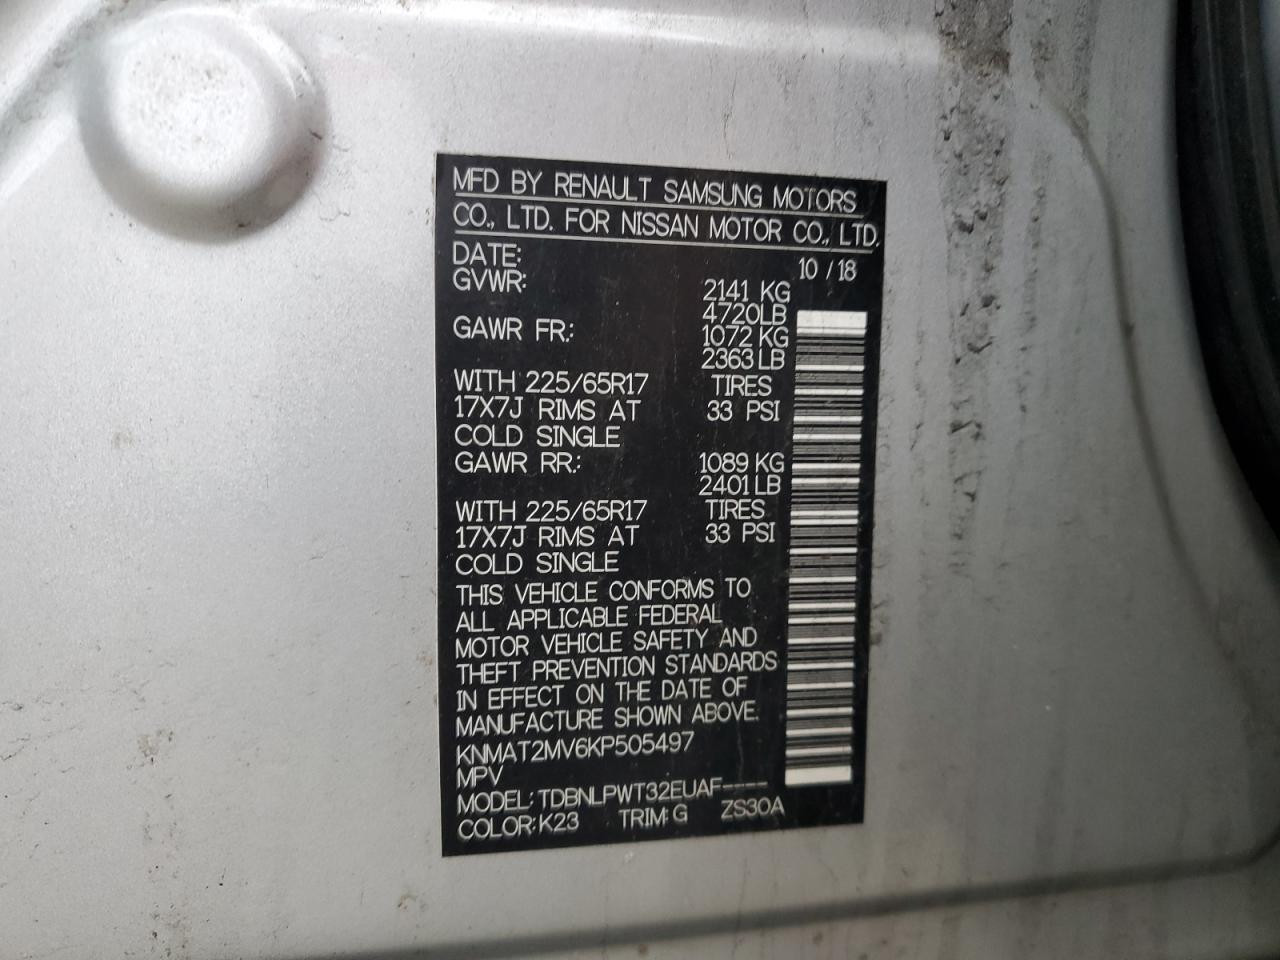 MFD BY RENAULT SAMSUNG MOTORS
CO., LTD. FOR NISSAN MOTOR CO., LTD.
DATE: 10 / 18
GVWR: 2141 KG
4720LB
GAWR FR: 1072 KG
2363 LB
WITH 225/65R17 TIRES
17X7J RIMS AT 33 PSI
COLD SINGLE
GAWR RR: 1089 KG
2401 LB
WITH 225/65R17 TIRES
17X7J RIMS AT 33 PSI
COLD SINGLE
THIS VEHICLE CONFORMS TO
ALL APPLICABLE FEDERAL
MOTOR VEHICLE SAFETY AND
THEFT PREVENTION STANDARDS
IN EFFECT ON THE DATE OF
MANUFACTURE SHOWN ABOVE.
KNMAT2MV6KP505497
MPV
MODEL: TDBNLPWT32EUAF----
COLOR: K23 TRIM: G ZS30A